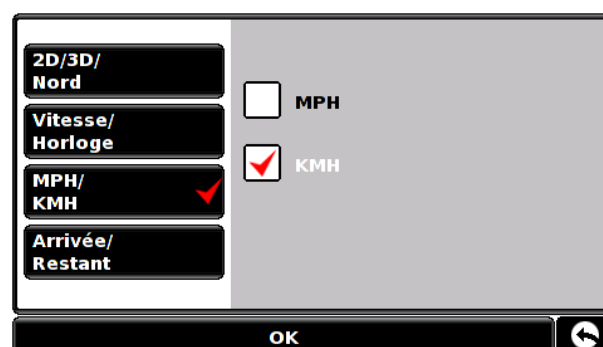 2D/3D/
Nord
Vitesse/
Horloge
MPH/
KMH
Arrivée/
Restant
MPH
KMH
OK